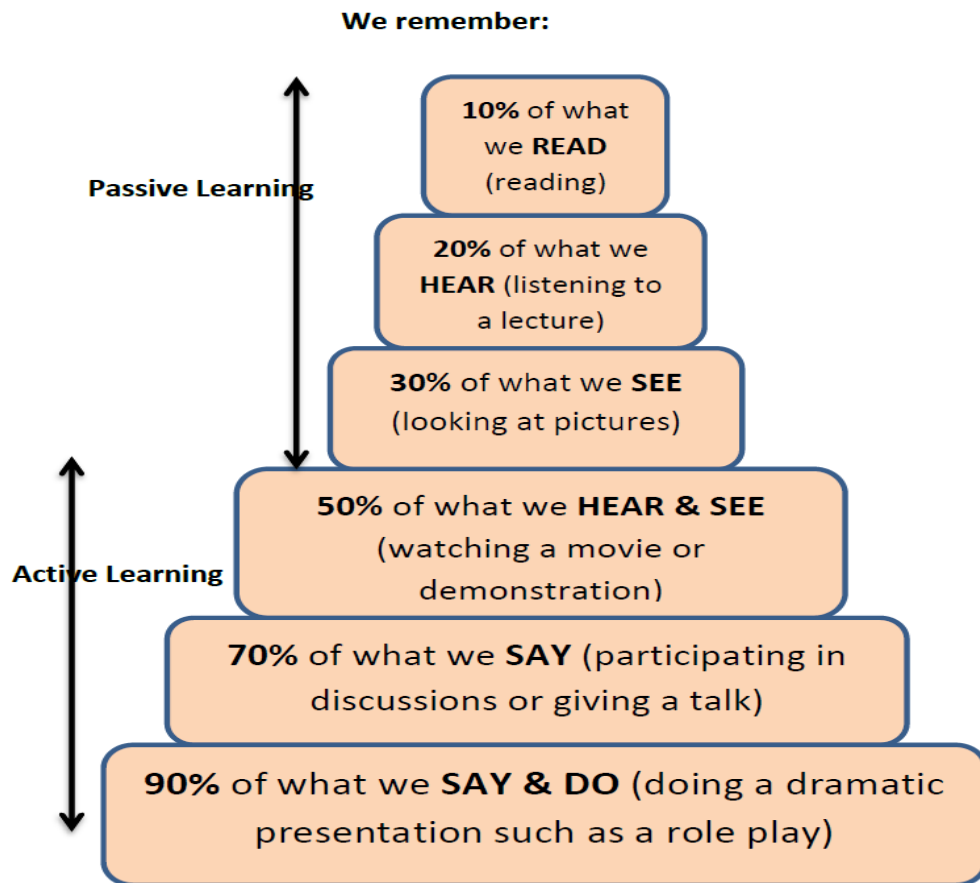 We remember:
10% of what
we READ
(reading)
Passive Learning
20% of what we
HEAR (listening to
a lecture)
30% of what we SEE
(looking at pictures)
50% of what we HEAR & SEE
(watching a movie or
demonstration)
Active Learning
70% of what we SAY (participating in
discussions or giving a talk)
90% of what we SAY & DO (doing a dramatic
presentation such as a role play)